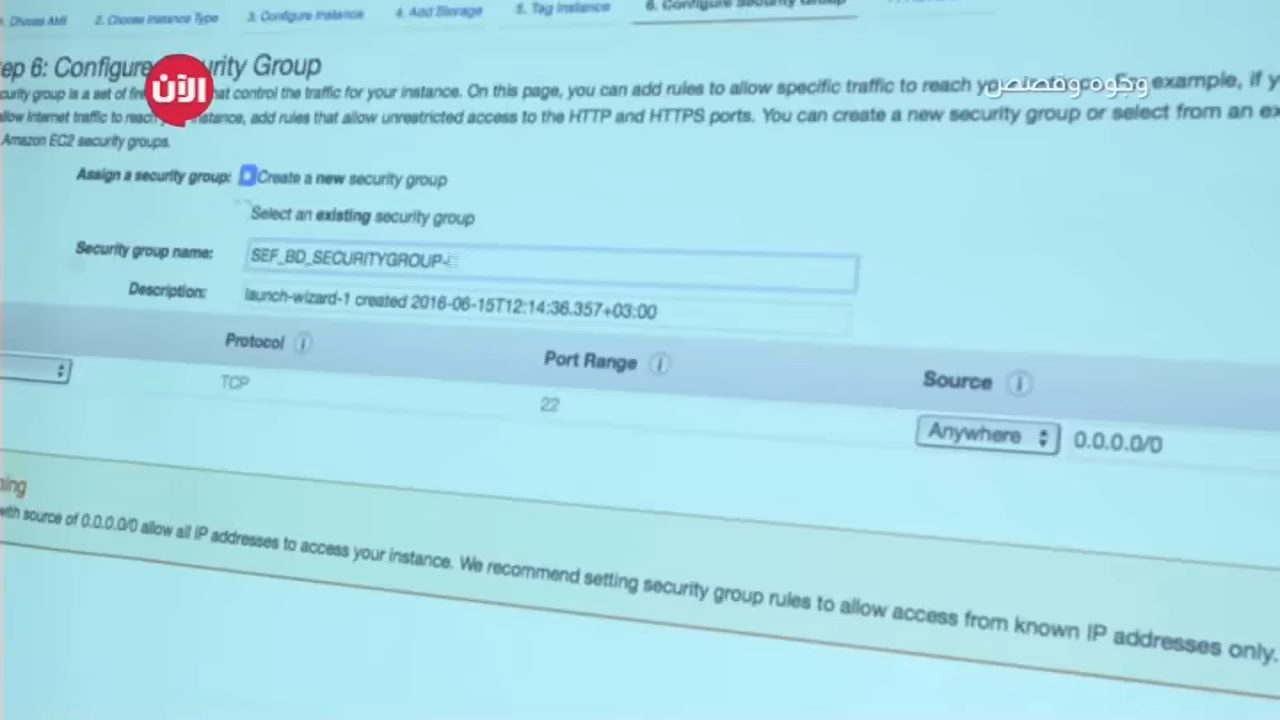 1. Choose AMI 2. Choose Instance Type 3. Configure Instance 4. Add Storage 5. Tag Instance 6. Configure Security Group
ep 6: Configure urity Group
الآن
وجوه وقصص
curity group is a set of fire hat control the traffic for your instance. On this page, you can add rules to allow specific traffic to reach example, if y
llow Internet traffic to reach instance, add rules that allow unrestricted access to the HTTP and HTTPS ports. You can create a new security group or select from an ex
Amazon EC2 security groups.
Assign a security group: Create a new security group
Select an existing security group
Security group name: SEF_BD_SECURITYGROUP-
Description: launch-wizard-1 created 2016-06-15T12:14:36.357+03:00
Protocol i Port Range i Source i
TCP 22 Anywhere 0.0.0.0/0
ning
with source of 0.0.0.0/0 allow all IP addresses to access your instance. We recommend setting security group rules to allow access from known IP addresses only.